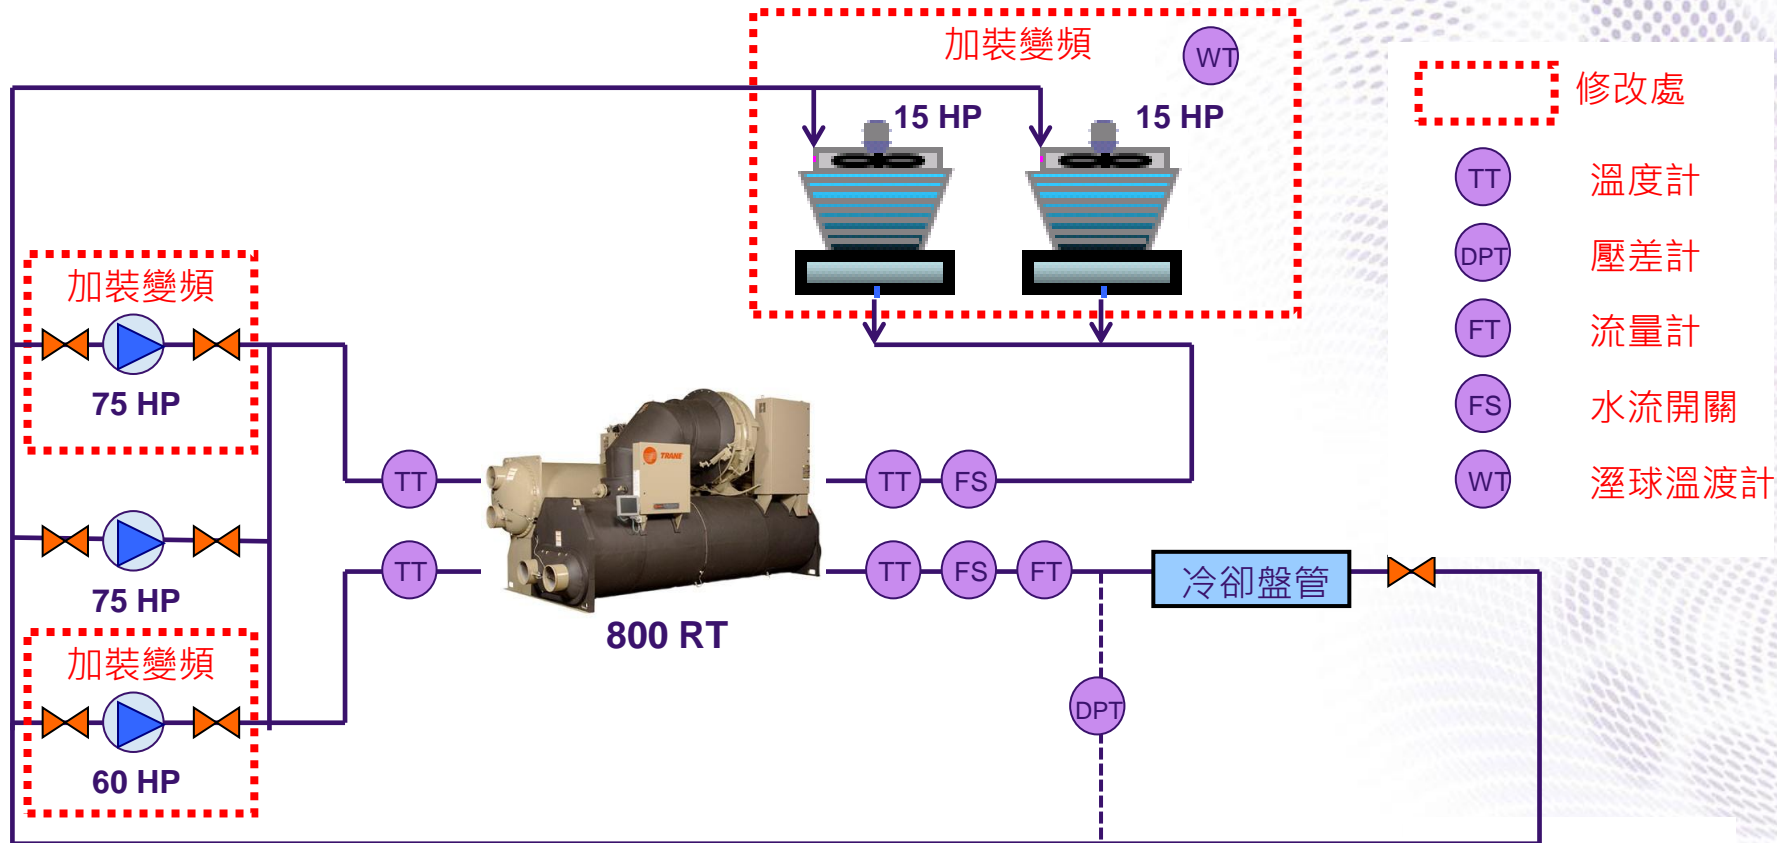 加裝變頻
WT
15 HP
15 HP
修改處
TT
溫度計
DPT
壓差計
FT
流量計
FS
水流開關
WT
溼球溫渡計
加裝變頻
75 HP
75 HP
加裝變頻
60 HP
TT
TRANE
TT
FS
TT
TT
FS
FT
冷卻盤管
800 RT
DPT